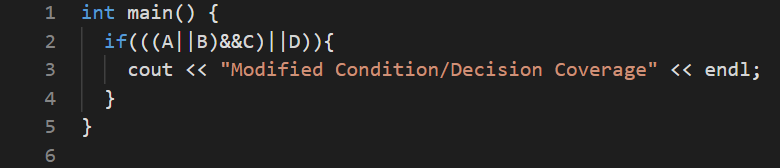 1 int main() {
2 if(((A||B)&&C)||D)){
3 cout << "Modified Condition/Decision Coverage" << endl;
4 }
5 }
6